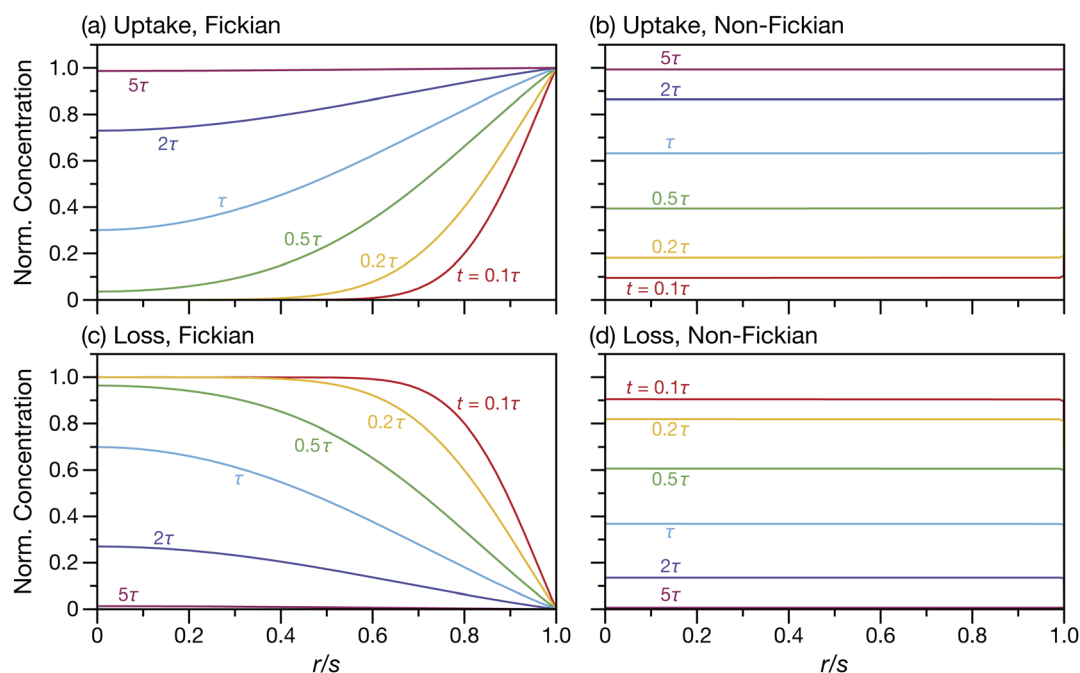 (a) Uptake, Fickian
(b) Uptake, Non-Fickian
Norm. Concentration
1.0
0.8
0.6
0.4
0.2
0
5τ
2τ
τ
0.5τ
0.2τ
t = 0.1τ
5τ
2τ
τ
0.5τ
0.2τ
t = 0.1τ
(c) Loss, Fickian
(d) Loss, Non-Fickian
Norm. Concentration
1.0
0.8
0.6
0.4
0.2
0
t = 0.1τ
0.2τ
0.5τ
τ
2τ
5τ
t = 0.1τ
0.2τ
0.5τ
τ
2τ
5τ
0 0.2 0.4 0.6 0.8 1.0
0 0.2 0.4 0.6 0.8 1.0
r/s
r/s